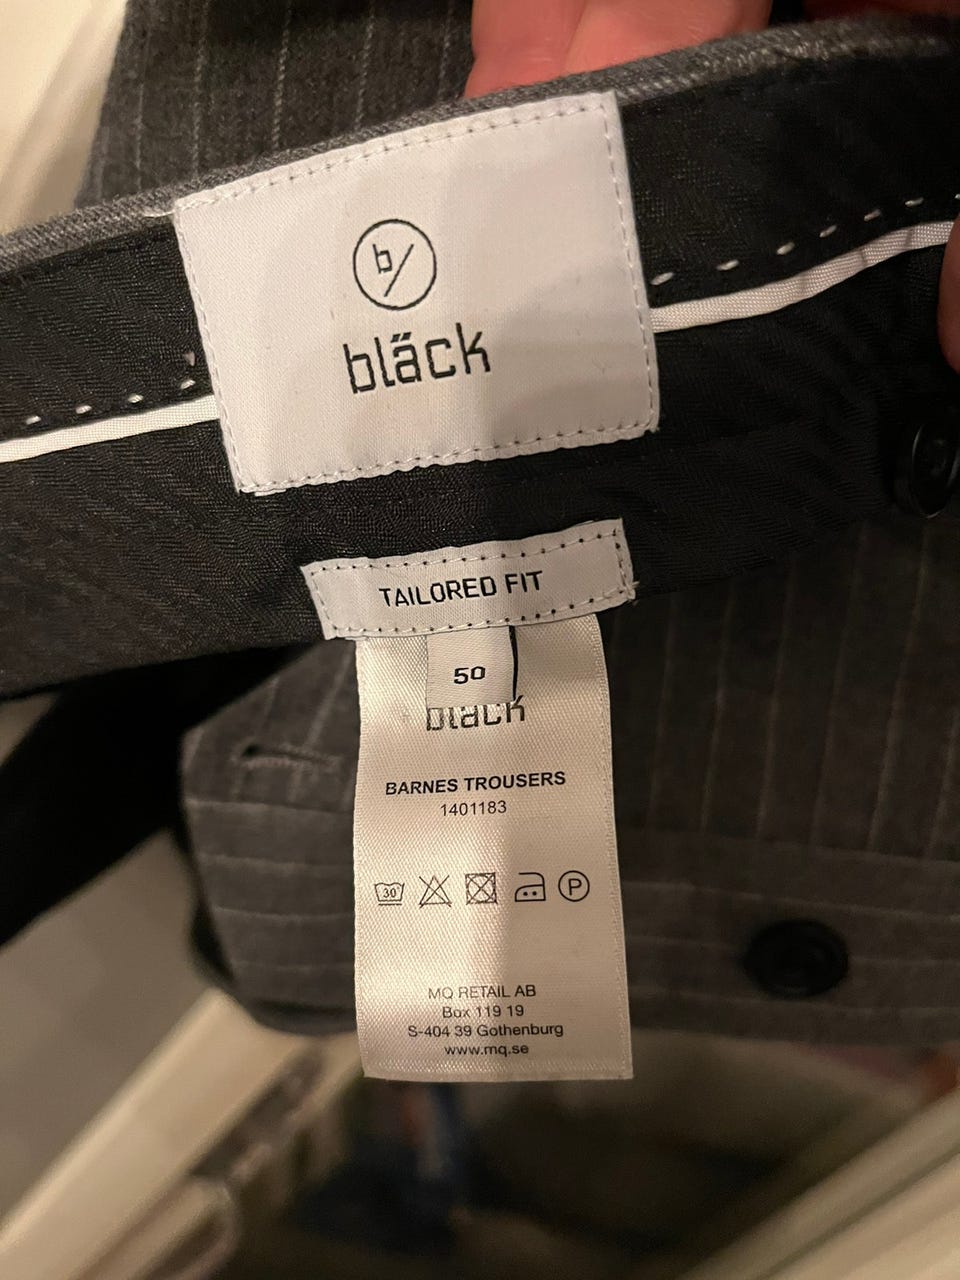 b/
bläck
TAILORED FIT
50
bläck
BARNES TROUSERS
1401183
30°
P
MQ RETAIL AB
Box 119 19
S-404 39 Gothenburg
www.mq.se